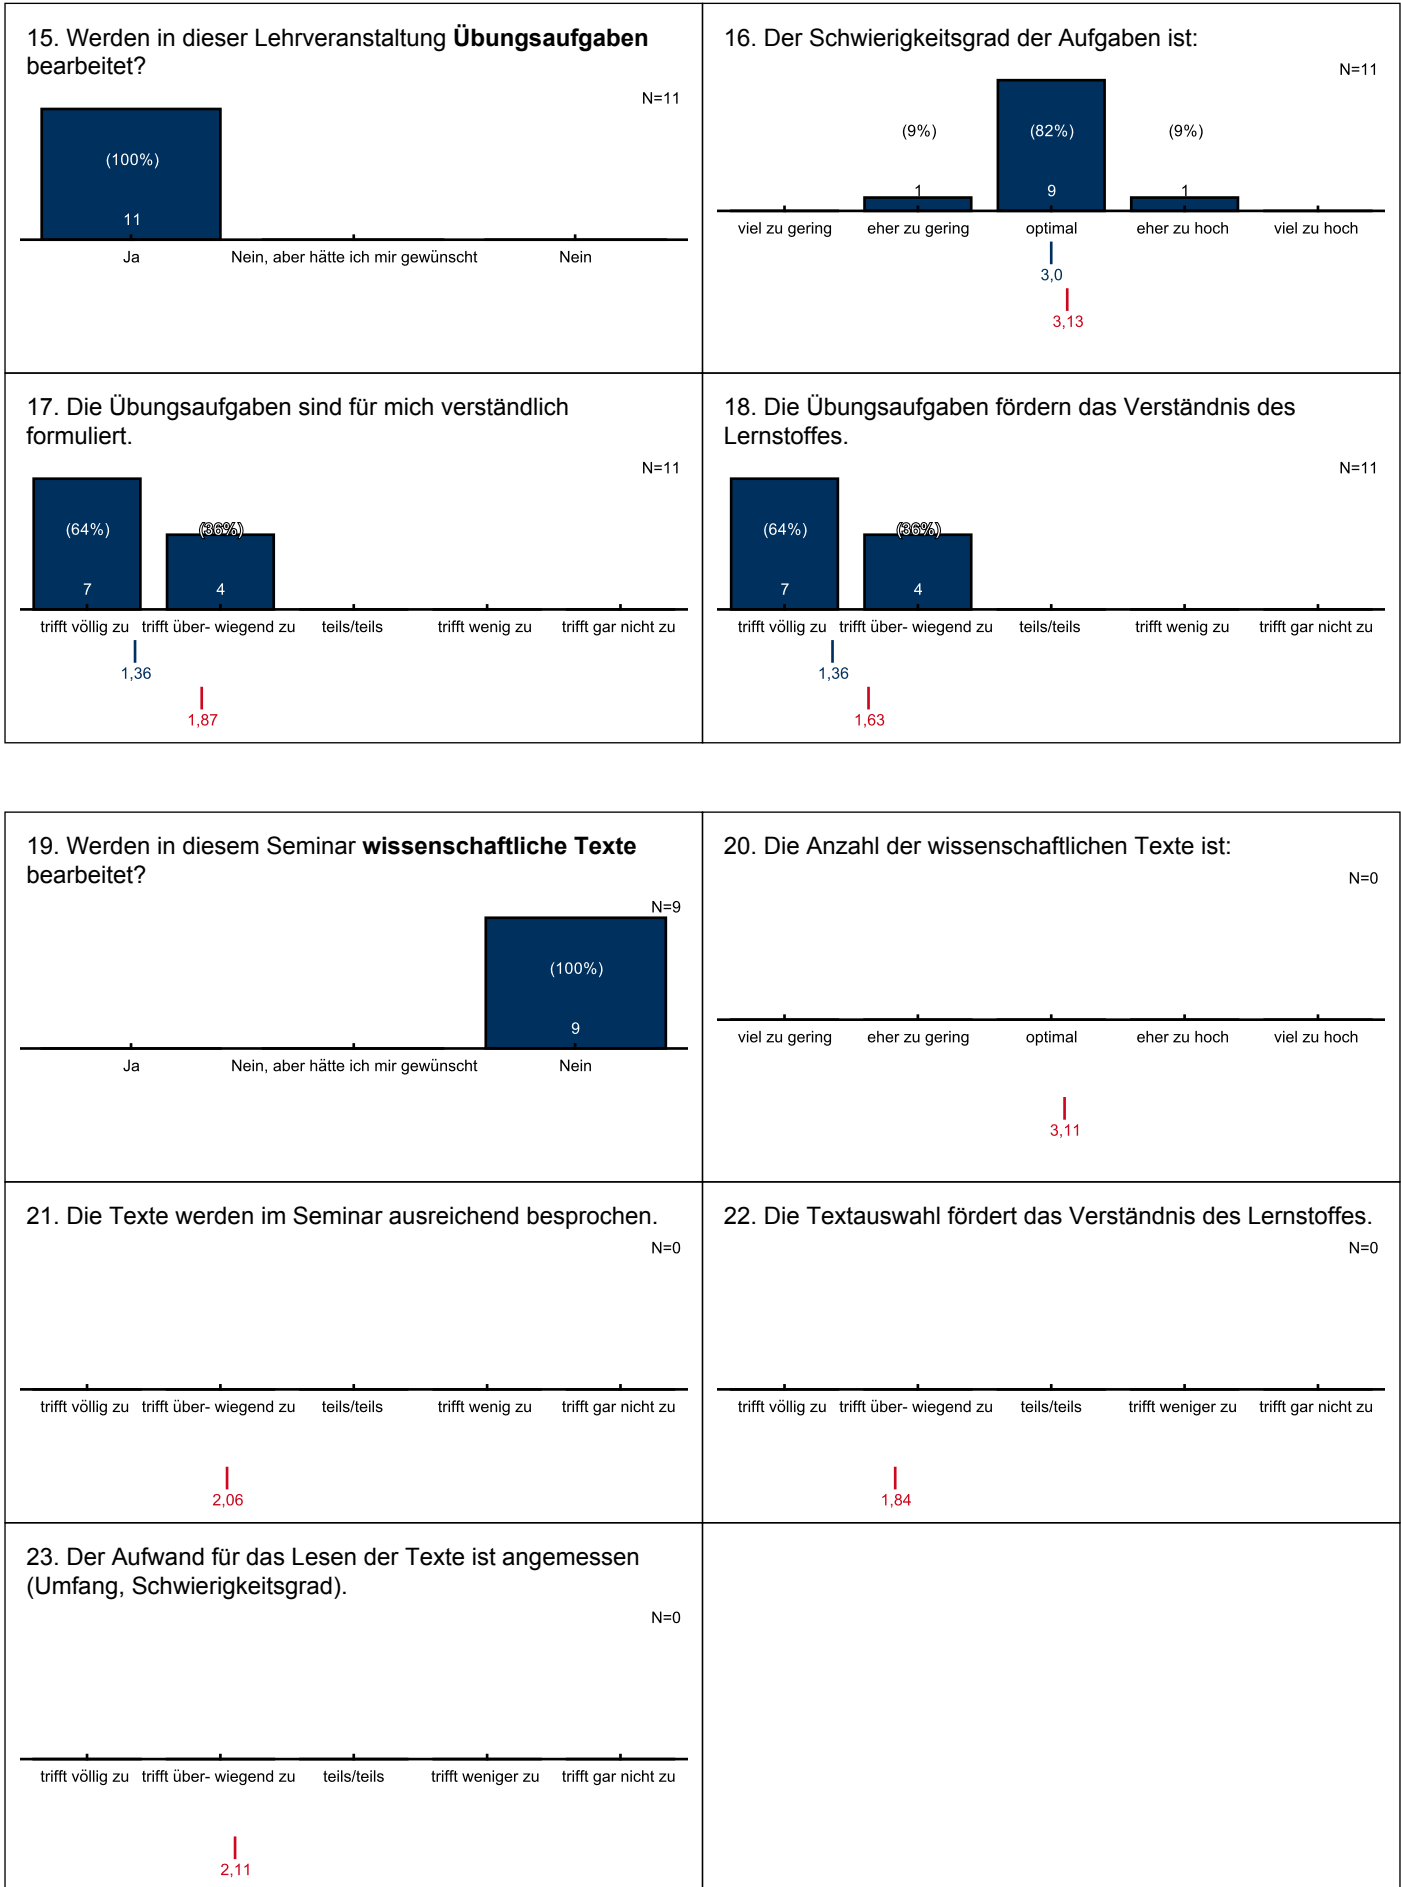 15. Werden in dieser Lehrveranstaltung Übungsaufgaben
bearbeitet?
N=11
(100%)
11
Ja Nein, aber hätte ich mir gewünscht Nein
16. Der Schwierigkeitsgrad der Aufgaben ist:
N=11
(9%) (82%) (9%)
1 9 1
viel zu gering eher zu gering optimal eher zu hoch viel zu hoch
3,0
3,13
17. Die Übungsaufgaben sind für mich verständlich
formuliert.
N=11
(64%) (36%)
7 4
trifft völlig zu trifft über- wiegend zu teils/teils trifft wenig zu trifft gar nicht zu
1,36
1,87
18. Die Übungsaufgaben fördern das Verständnis des
Lernstoffes.
N=11
(64%) (36%)
7 4
trifft völlig zu trifft über- wiegend zu teils/teils trifft wenig zu trifft gar nicht zu
1,36
1,63
19. Werden in diesem Seminar wissenschaftliche Texte
bearbeitet?
N=9
(100%)
9
Ja Nein, aber hätte ich mir gewünscht Nein
20. Die Anzahl der wissenschaftlichen Texte ist:
N=0
viel zu gering eher zu gering optimal eher zu hoch viel zu hoch
3,11
21. Die Texte werden im Seminar ausreichend besprochen.
N=0
trifft völlig zu trifft über- wiegend zu teils/teils trifft wenig zu trifft gar nicht zu
2,06
22. Die Textauswahl fördert das Verständnis des Lernstoffes.
N=0
trifft völlig zu trifft über- wiegend zu teils/teils trifft weniger zu trifft gar nicht zu
1,84
23. Der Aufwand für das Lesen der Texte ist angemessen
(Umfang, Schwierigkeitsgrad).
N=0
trifft völlig zu trifft über- wiegend zu teils/teils trifft weniger zu trifft gar nicht zu
2,11